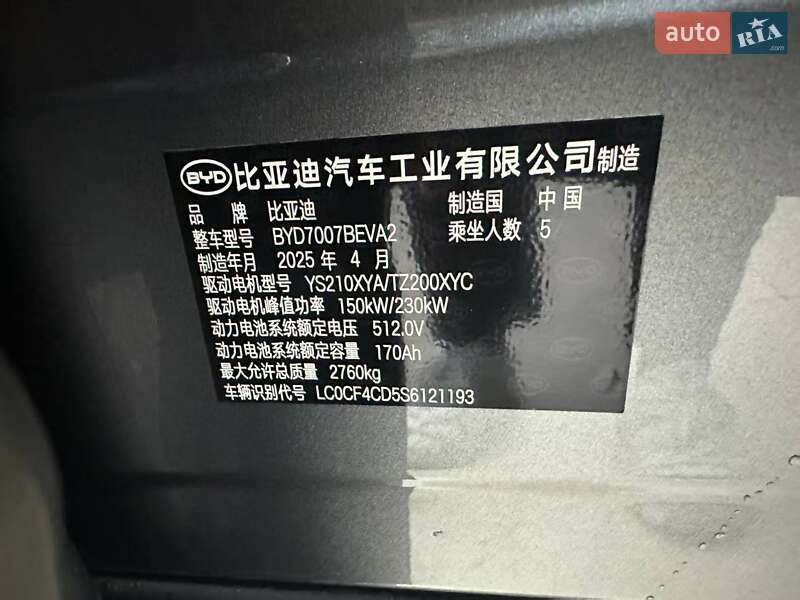 auto RIA .com
BYD 比亚迪汽车工业有限公司制造
品 牌 比亚迪 制造国 中国
整车型号 BYD7007BEVA2 乘坐人数 5
制造年月 2025 年 4 月
驱动电机型号 YS210XYA/TZ200XYC
驱动电机峰值功率 150kW/230kW
动力电池系统额定电压 512.0V
动力电池系统额定容量 170Ah
最大允许总质量 2760kg
车辆识别代号 LC0CF4CD5S6121193